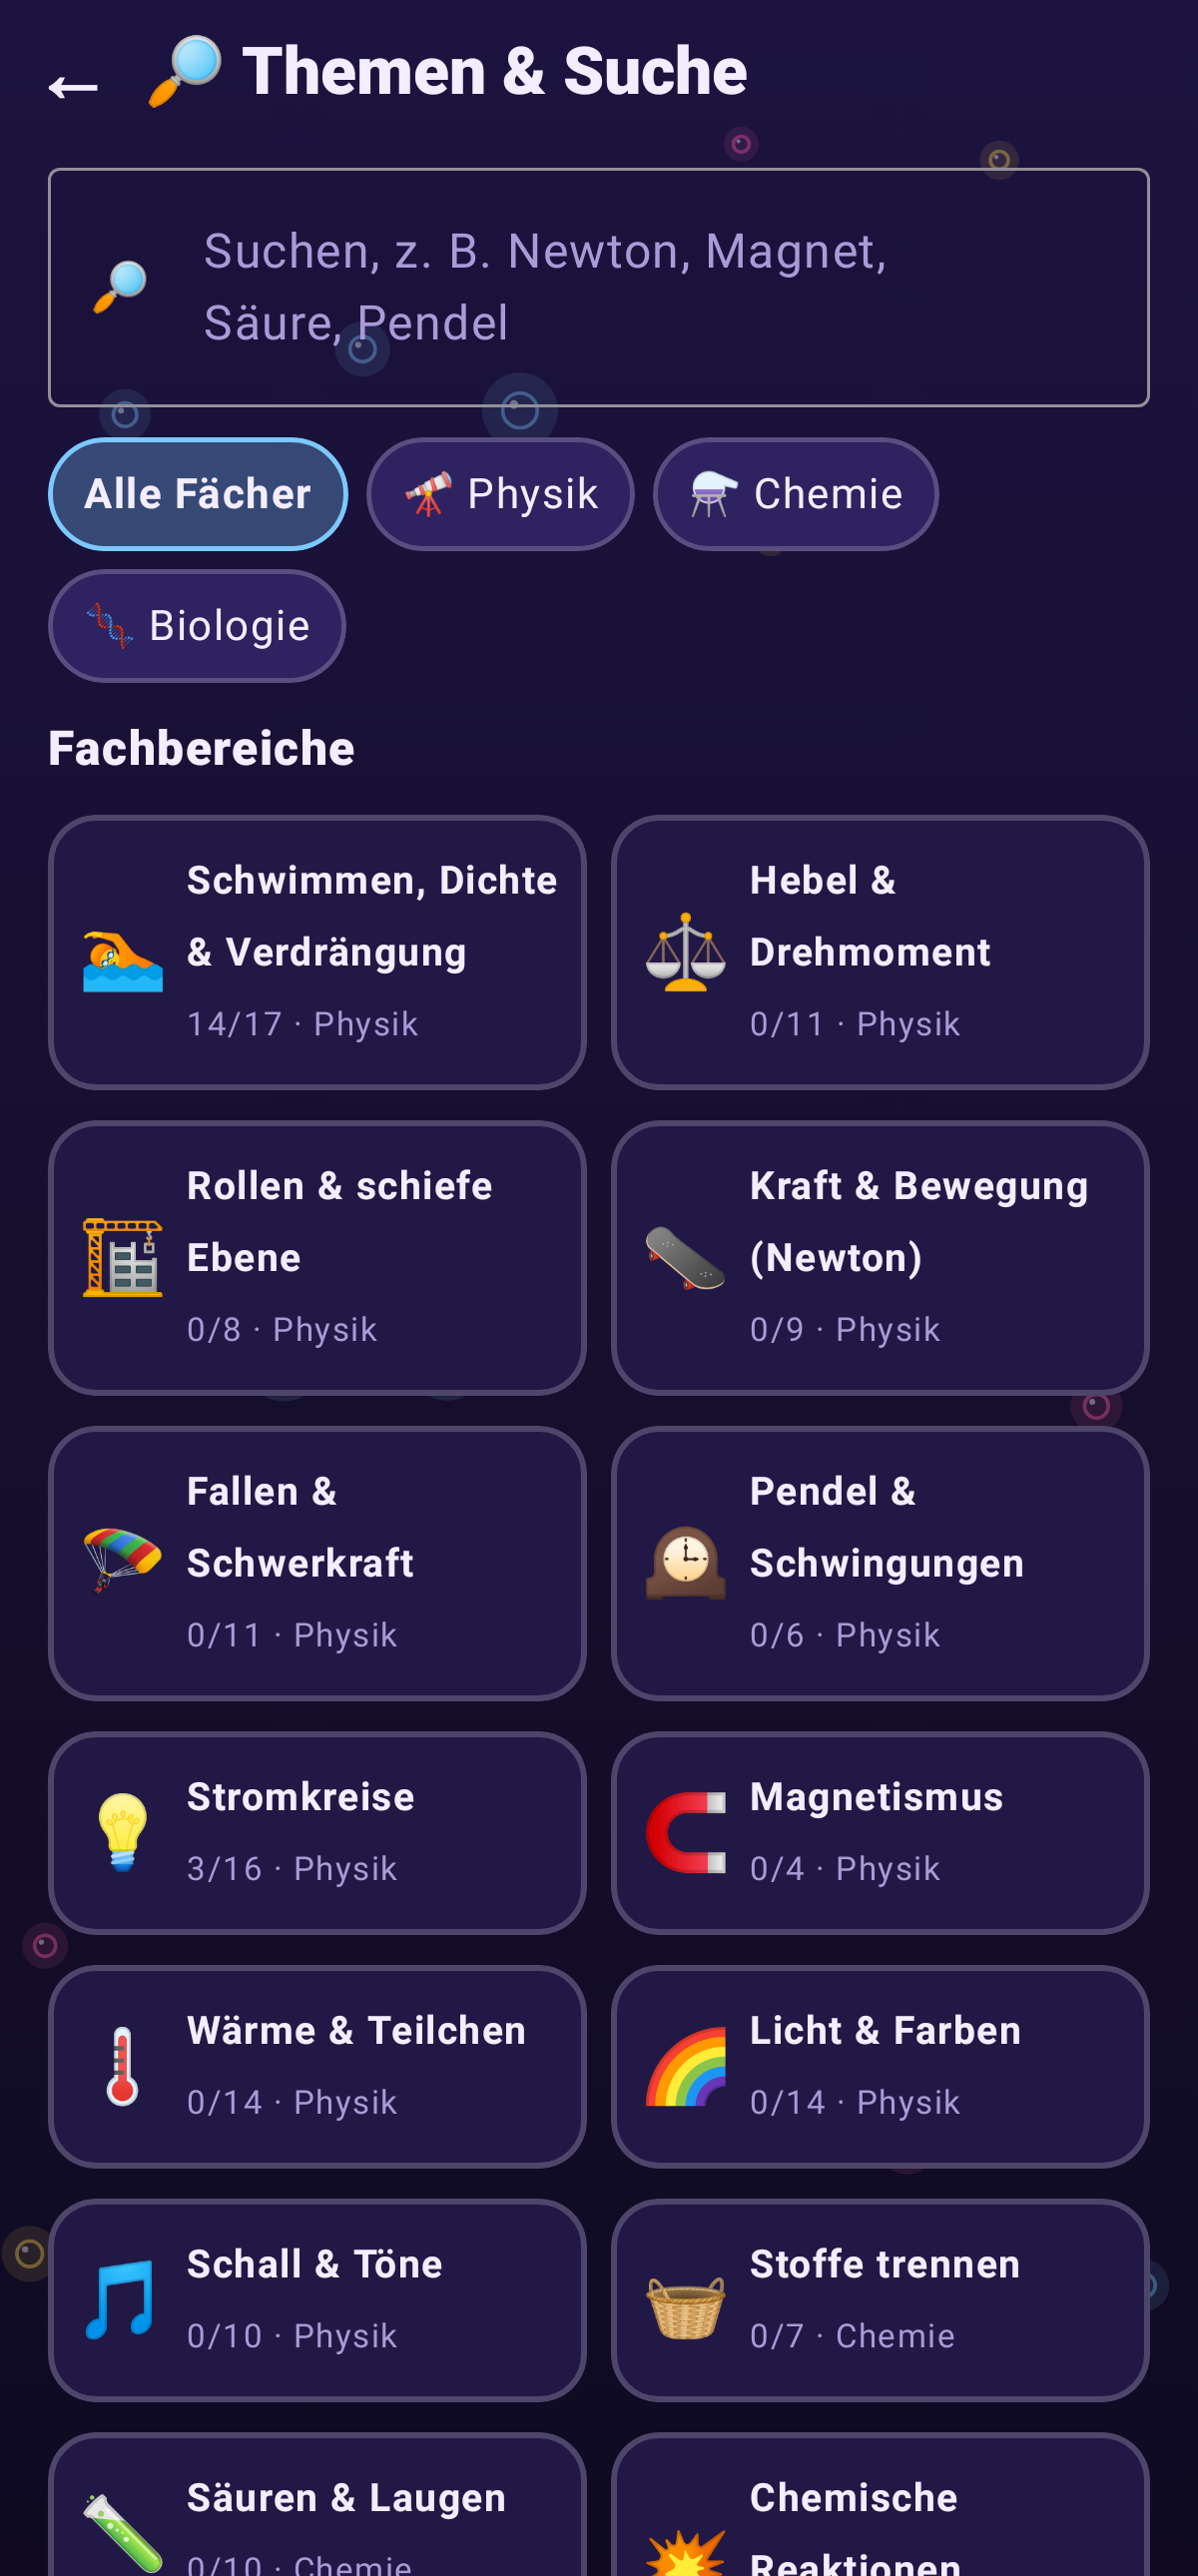 ← Themen & Suche
Suchen, z. B. Newton, Magnet,
Säure, Pendel
Alle Fächer
Physik
Chemie
Biologie
Fachbereiche
Schwimmen, Dichte
& Verdrängung
14/17 · Physik
Hebel &
Drehmoment
0/11 · Physik
Rollen & schiefe
Ebene
0/8 · Physik
Kraft & Bewegung
(Newton)
0/9 · Physik
Fallen &
Schwerkraft
0/11 · Physik
Pendel &
Schwingungen
0/6 · Physik
Stromkreise
3/16 · Physik
Magnetismus
0/4 · Physik
Wärme & Teilchen
0/14 · Physik
Licht & Farben
0/14 · Physik
Schall & Töne
0/10 · Physik
Stoffe trennen
0/7 · Chemie
Säuren & Laugen
0/10 · Chemie
Chemische
Reaktionen